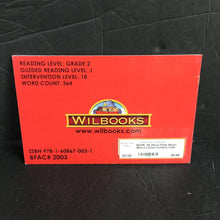 READING LEVEL: GRADE 2
GUIDED READING LEVEL: J
INTERVENTION LEVEL: 18
WORD COUNT: 364
WILBOOKS
www.wilbooks.com
ISBN 978-1-60867-003-1
BFAC# 2003